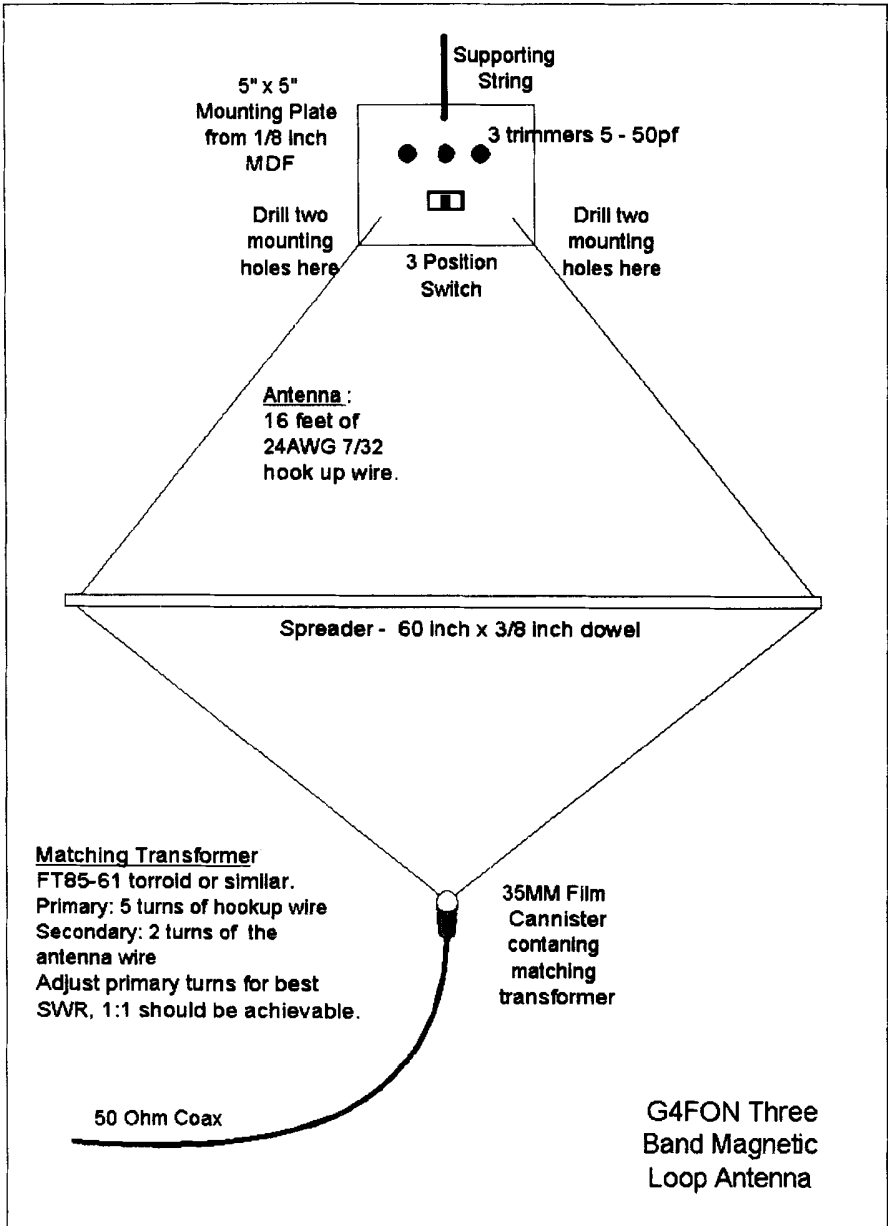 Supporting
String
5" x 5"
Mounting Plate
from 1/8 inch
MDF
3 trimmers 5 - 50pf
Drill two
mounting
holes here
3 Position
Switch
Drill two
mounting
holes here
Antenna :
16 feet of
24AWG 7/32
hook up wire.
Spreader - 60 inch x 3/8 inch dowel
Matching Transformer
FT85-61 torroid or similar.
Primary: 5 turns of hookup wire
Secondary: 2 turns of the
antenna wire
Adjust primary turns for best
SWR, 1:1 should be achievable.
35MM Film
Cannister
contaning
matching
transformer
50 Ohm Coax
G4FON Three
Band Magnetic
Loop Antenna